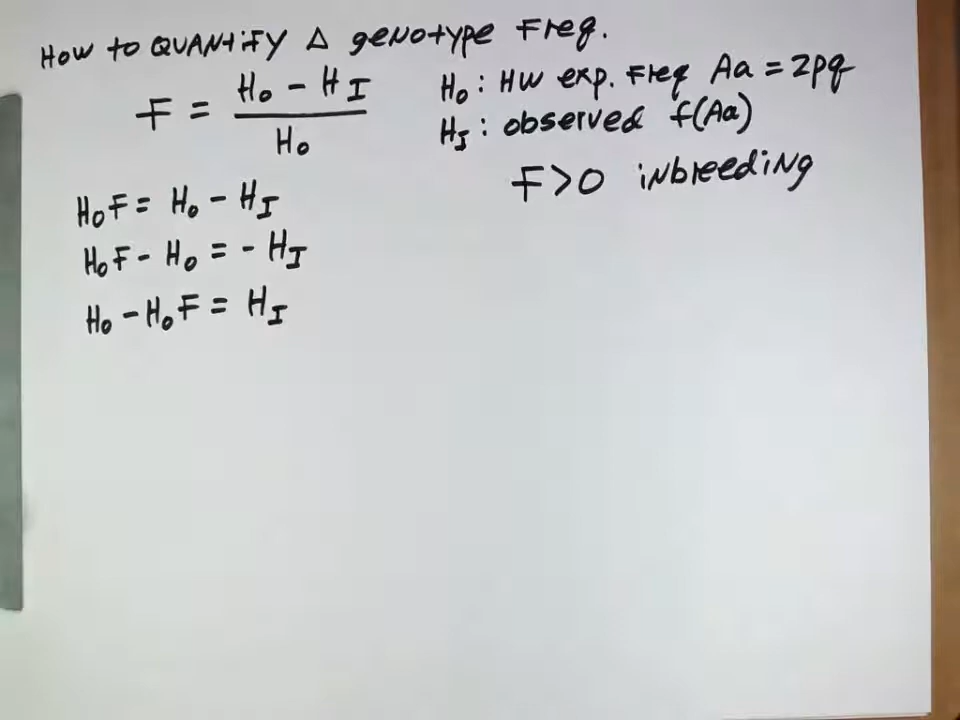 How to QUANtiFY Δ geNotype Freq.
F = (H₀ - H_I) / H₀
H₀ : HW exp. Freq Aa = 2pq
H_I : observed f(Aa)
F > 0 iNbreediNg
H₀F = H₀ - H_I
H₀F - H₀ = - H_I
H₀ - H₀F = H_I